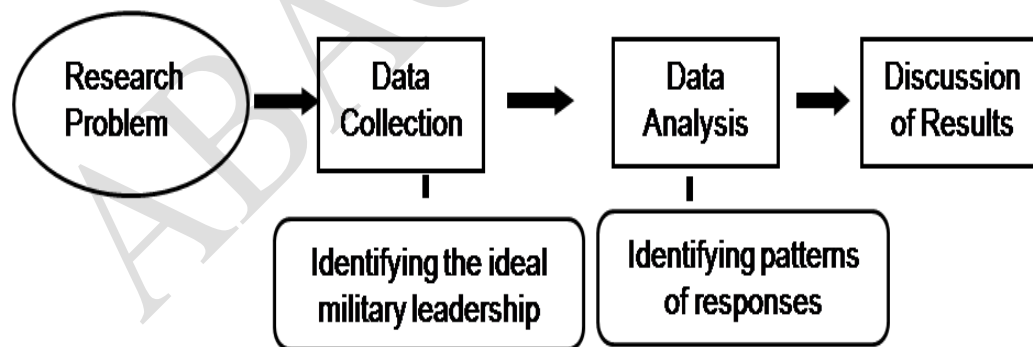 Research
Problem
Data
Collection
Data
Analysis
Discussion
of Results
Identifying the ideal
military leadership
Identifying patterns
of responses